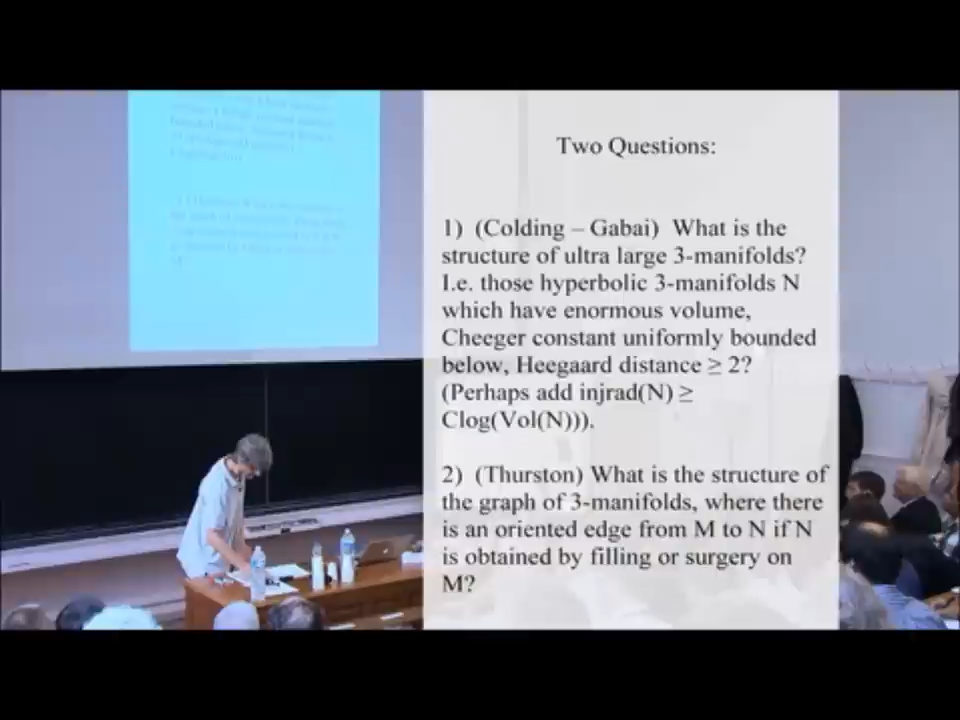 Two Questions:
1) (Colding – Gabai) What is the
structure of ultra large 3-manifolds?
I.e. those hyperbolic 3-manifolds N
which have enormous volume,
Cheeger constant uniformly bounded
below, Heegaard distance ≥ 2?
(Perhaps add injrad(N) ≥
Clog(Vol(N))).
2) (Thurston) What is the structure of
the graph of 3-manifolds, where there
is an oriented edge from M to N if N
is obtained by filling or surgery on
M?